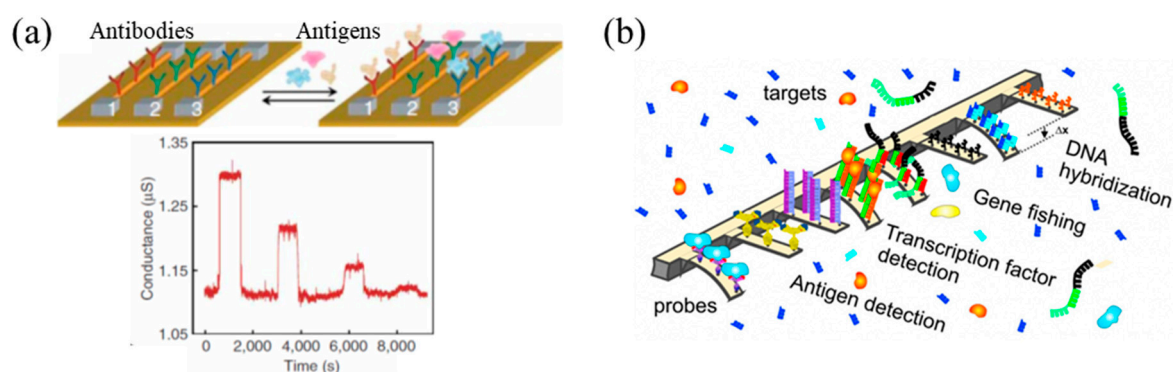 (a)
Antibodies
Antigens
1 2 3
1 2 3
1.35
1.25
1.15
1.05
Conductance (µS)
0 2,000 4,000 6,000 8,000
Time (s)
(b)
targets
Δx
DNA
hybridization
Gene fishing
Transcription factor
detection
Antigen detection
probes